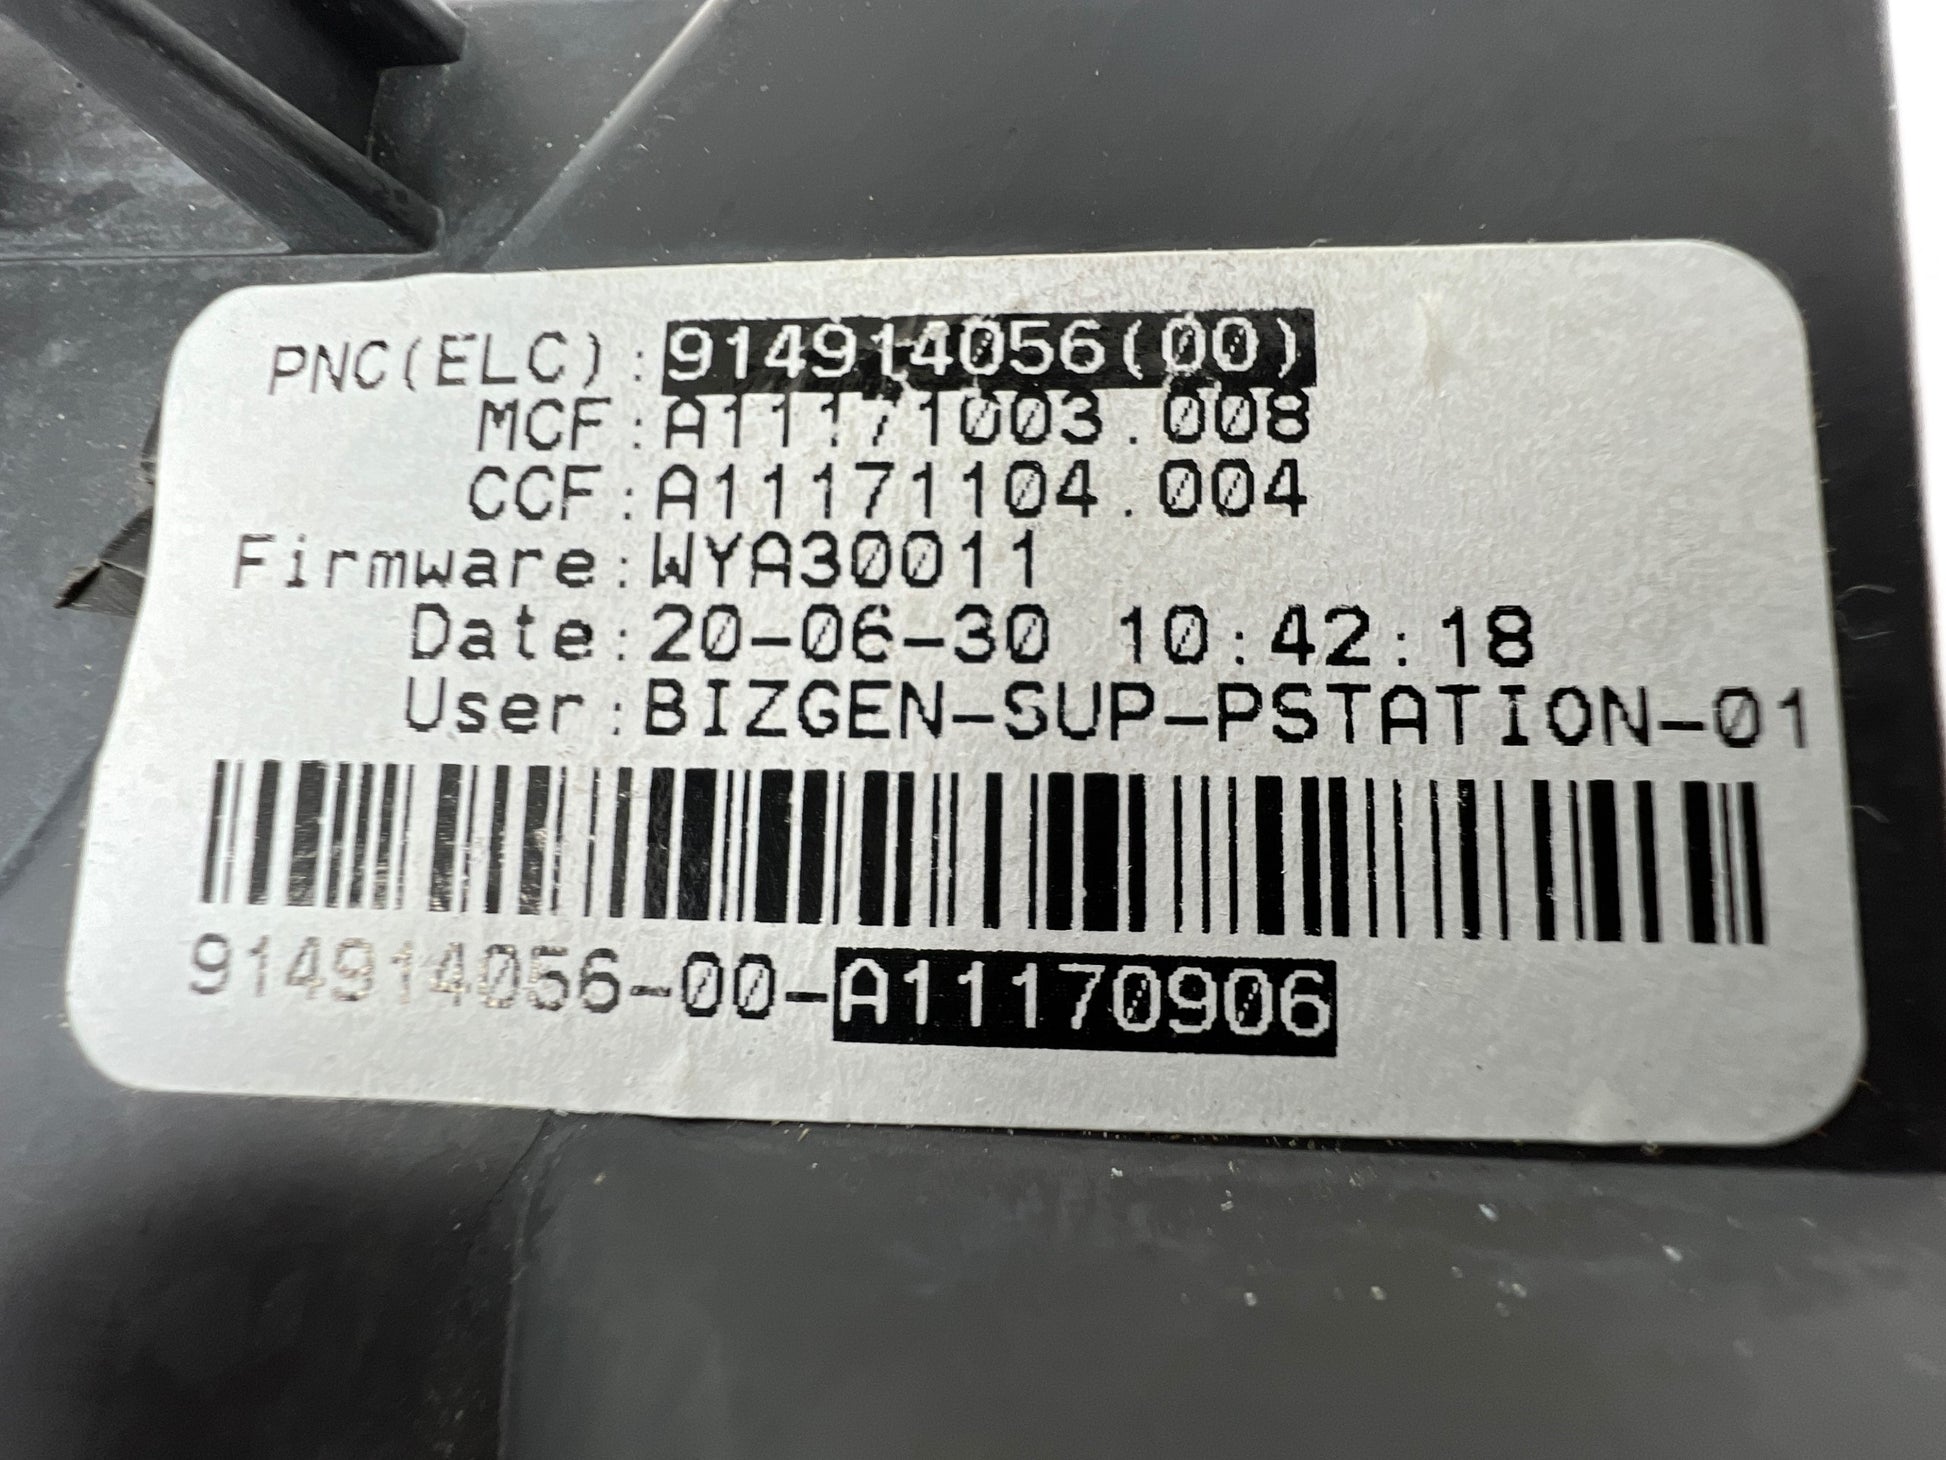 PNC(ELC):914914056(00)
MCF:A11171003.008
CCF:A11171104.004
Firmware:WYA30011
Date:20-06-30 10:42:18
User:BIZGEN-SUP-PSTATION-01
914914056-00-A11170906